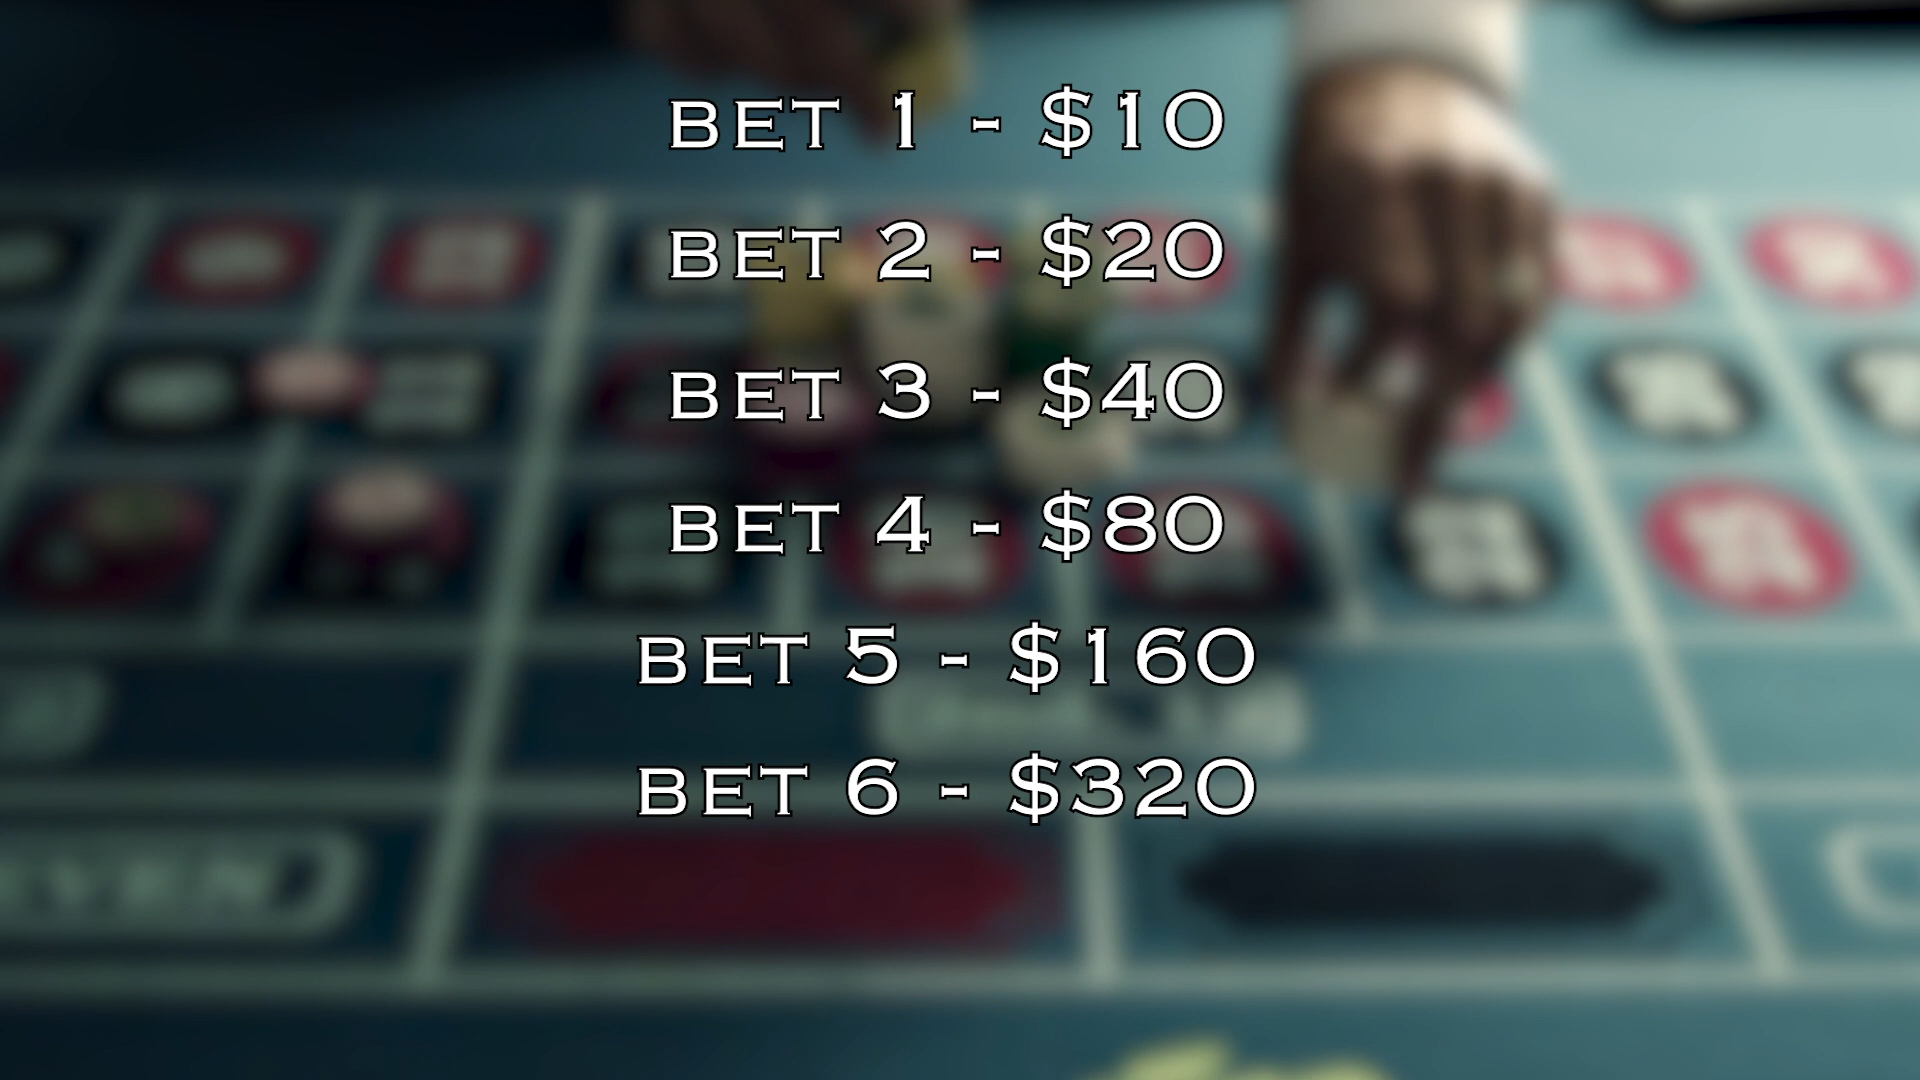 BET 1 - $10
BET 2 - $20
BET 3 - $40
BET 4 - $80
BET 5 - $160
BET 6 - $320